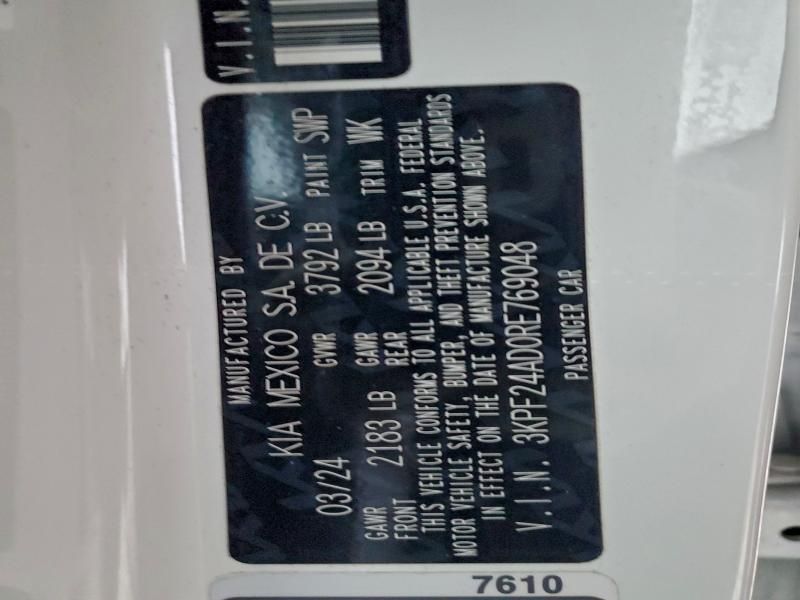 V.I.N.
MANUFACTURED BY
KIA MEXICO S.A. DE C.V.
03/24 GVWR 3792 LB PAINT SWP
GAWR FRONT 2183 LB GAWR REAR 2094 LB TRIM WK
THIS VEHICLE CONFORMS TO ALL APPLICABLE U.S.A. FEDERAL
MOTOR VEHICLE SAFETY, BUMPER, AND THEFT PREVENTION STANDARDS
IN EFFECT ON THE DATE OF MANUFACTURE SHOWN ABOVE.
V.I.N. 3KPF24AD0RE769048
PASSENGER CAR
7610